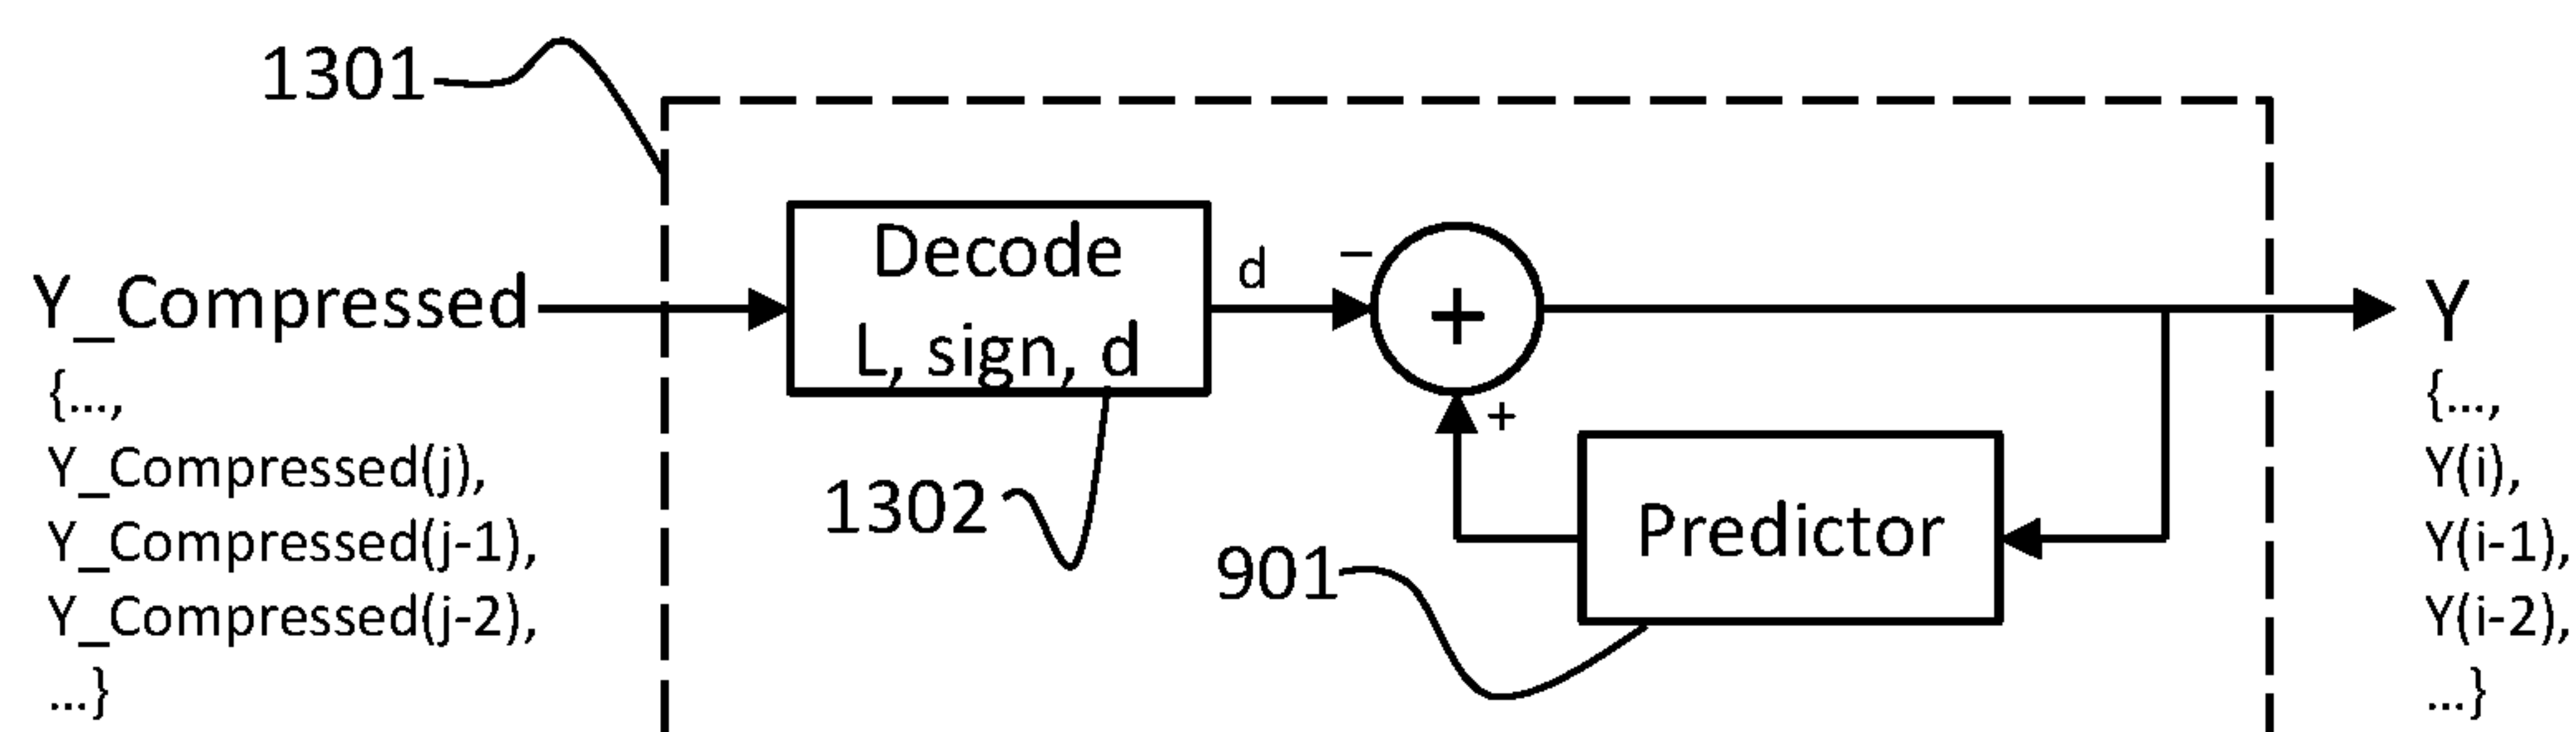 1301
Decode
L, sign, d
d
−
+
+
Y_Compressed
{...,
Y_Compressed(j),
Y_Compressed(j-1),
Y_Compressed(j-2),
...}
1302
Predictor
901
Y
{...,
Y(i),
Y(i-1),
Y(i-2),
...}